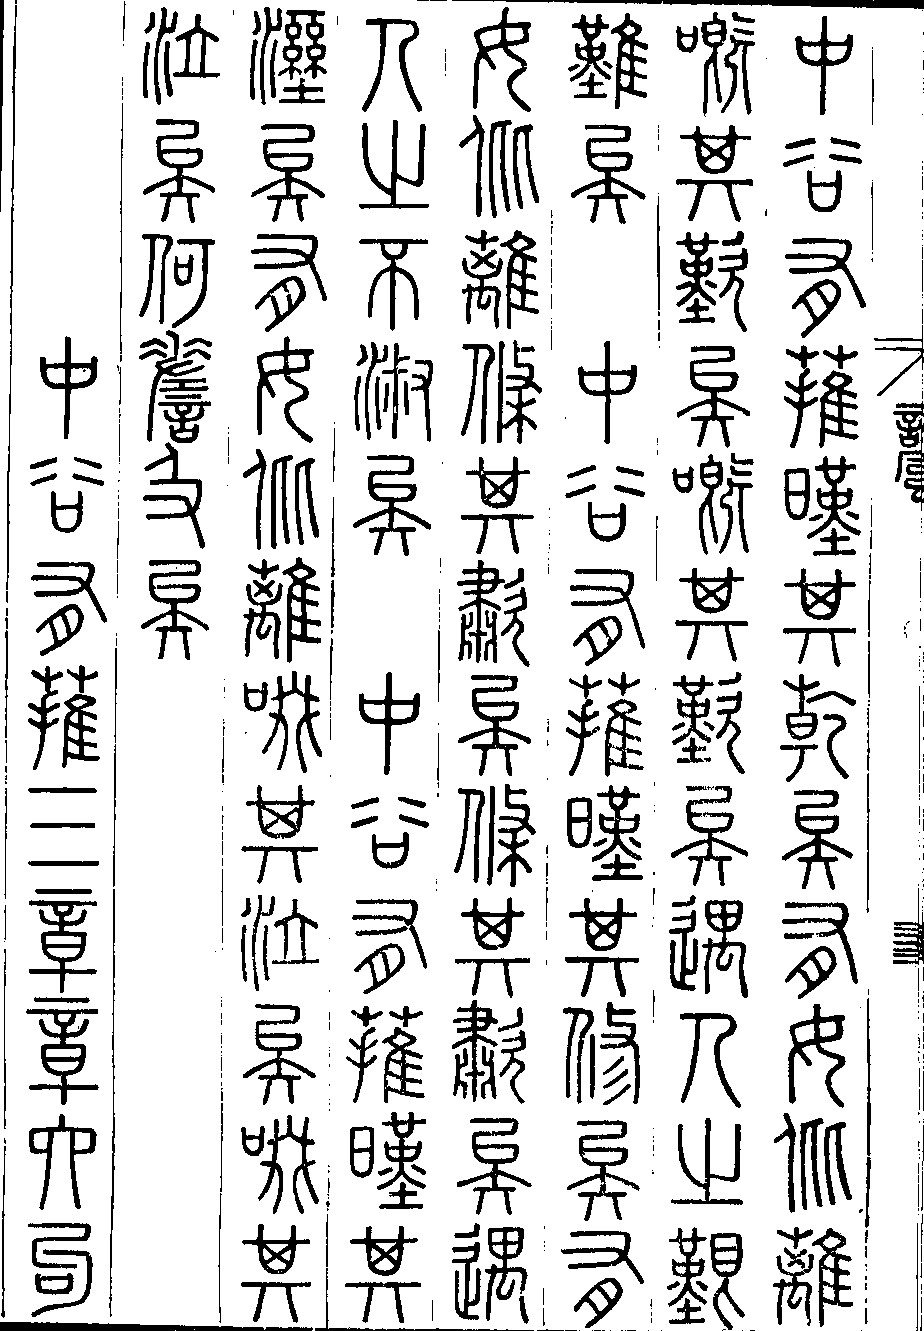 中谷有蓷暵其乾矣有女仳離
嘅其歎矣嘅其歎矣遇人之艱
難矣　中谷有蓷暵其脩矣有
女仳離條其歗矣條其歗矣遇
人之不淑矣　中谷有蓷暵其
溼矣有女仳離啜其泣矣啜其
泣矣何嗟及矣
中谷有蓷三章章六句